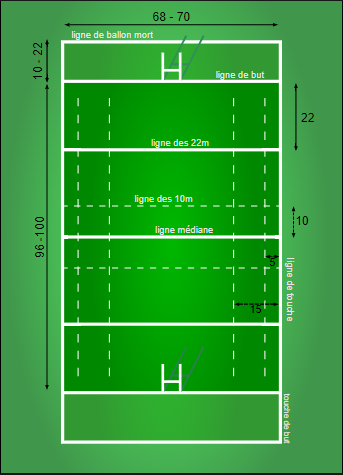 68 - 70
ligne de ballon mort
10 - 22
ligne de but
22
ligne des 22m
ligne des 10m
10
ligne médiane
96 -100
5
ligne de touche
15
touche de but